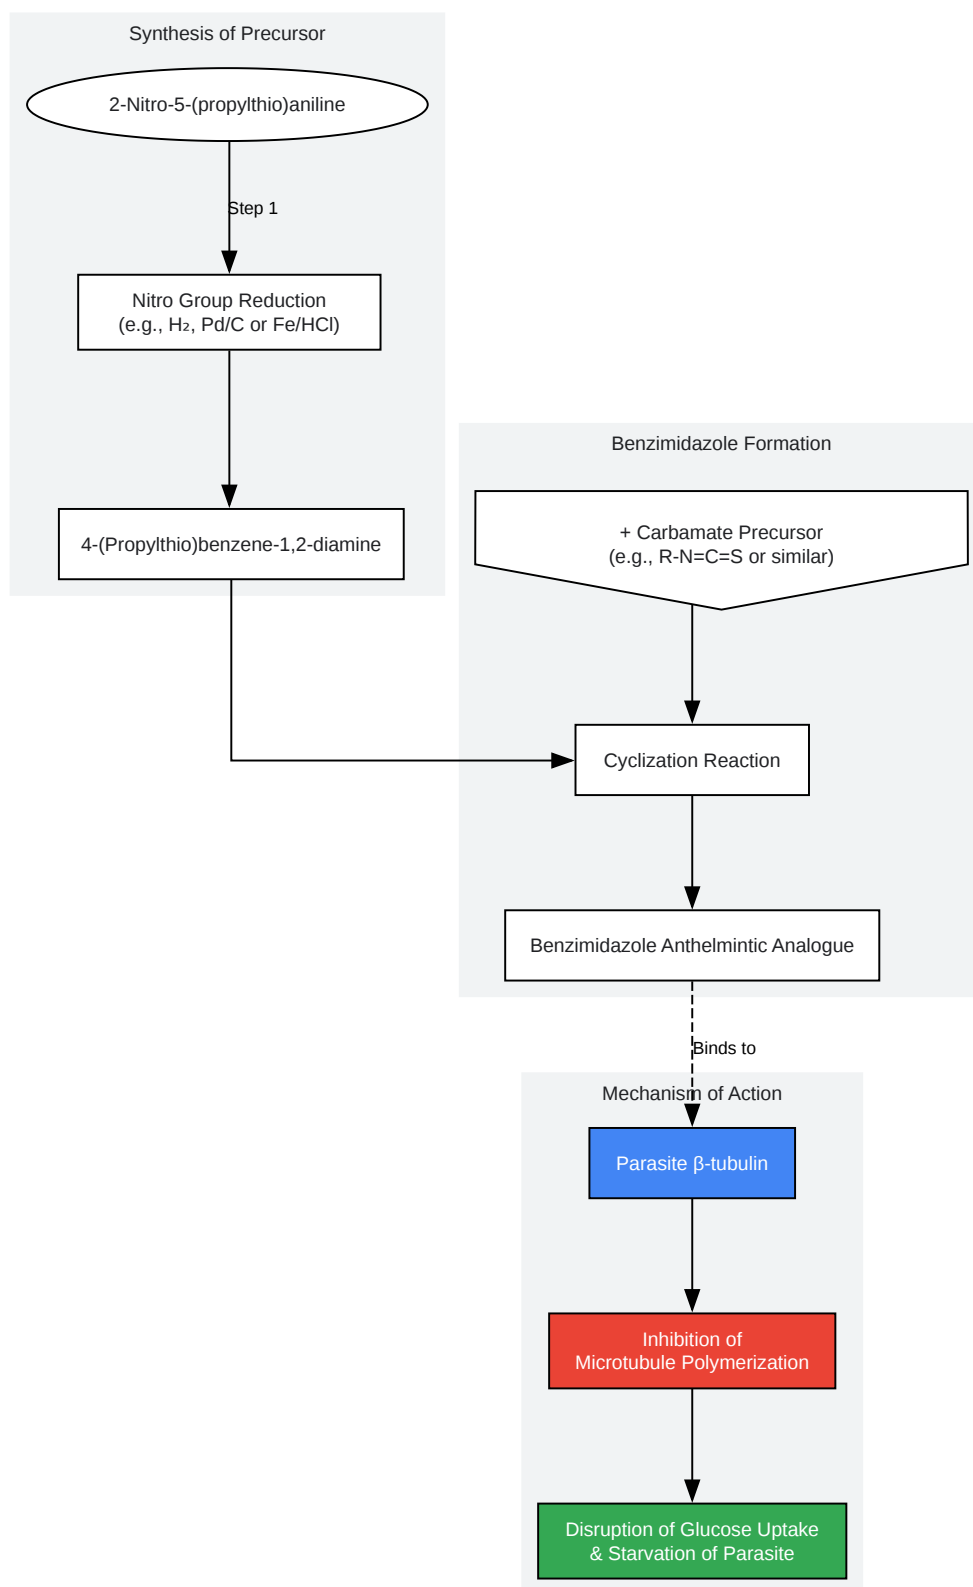 Synthesis of Precursor
2-Nitro-5-(propylthio)aniline
Step 1
Nitro Group Reduction
(e.g., H₂, Pd/C or Fe/HCl)
4-(Propylthio)benzene-1,2-diamine
Benzimidazole Formation
+ Carbamate Precursor
(e.g., R-N=C=S or similar)
Cyclization Reaction
Benzimidazole Anthelmintic Analogue
Binds to
Mechanism of Action
Parasite β-tubulin
Inhibition of
Microtubule Polymerization
Disruption of Glucose Uptake
& Starvation of Parasite